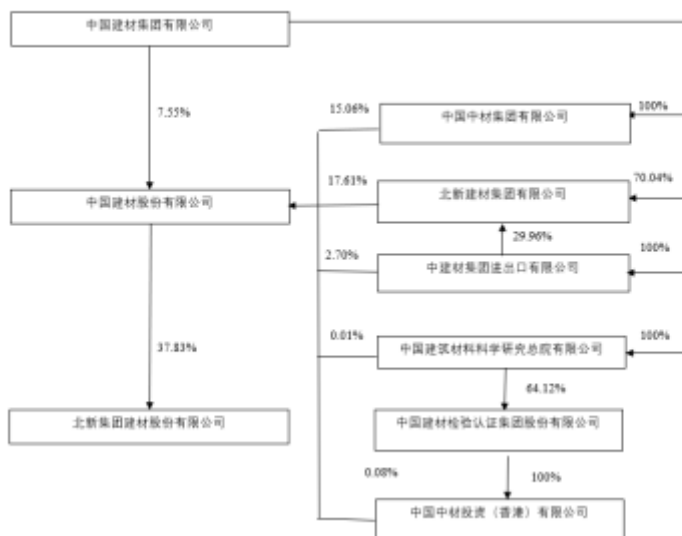 中国建材集团有限公司
7.55%
15.06%
中国中材集团有限公司
100%
中国建材股份有限公司
17.61%
北新建材集团有限公司
70.04%
29.96%
2.70%
中建材集团进出口有限公司
100%
37.83%
0.01%
中国建筑材料科学研究总院有限公司
100%
64.12%
北新集团建材股份有限公司
中国建材检验认证集团股份有限公司
0.08%
100%
中国中材投资（香港）有限公司